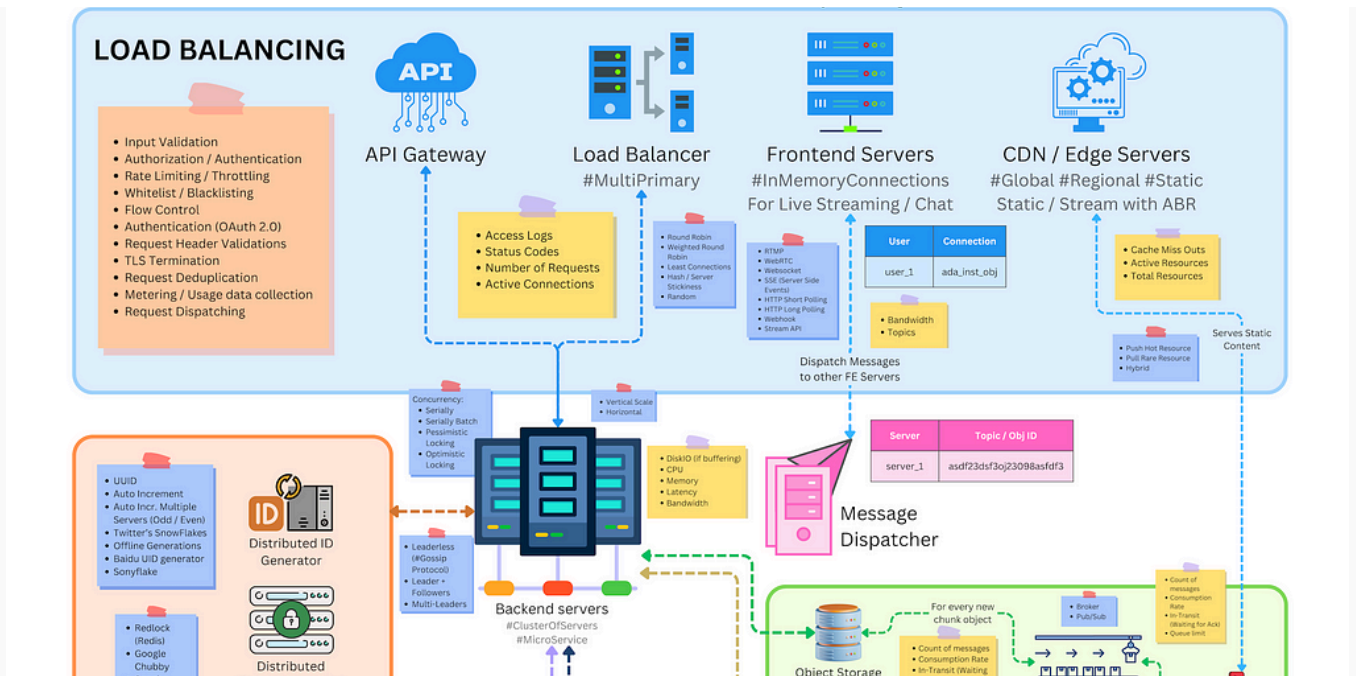 LOAD BALANCING
• Input Validation
• Authorization / Authentication
• Rate Limiting / Throttling
• Whitelist / Blacklisting
• Flow Control
• Authentication (OAuth 2.0)
• Request Header Validations
• TLS Termination
• Request Deduplication
• Metering / Usage data collection
• Request Dispatching
API
API Gateway
Load Balancer
#MultiPrimary
Frontend Servers
#InMemoryConnections
For Live Streaming / Chat
CDN / Edge Servers
#Global #Regional #Static
Static / Stream with ABR
• Access Logs
• Status Codes
• Number of Requests
• Active Connections
• Round Robin
• Weighted Round
Robin
• Least Connections
• Hash / Server
Stickiness
• Random
• RTMP
• WebRTC
• Websocket
• SSE (Server Side
Events)
• HTTP Short Polling
• HTTP Long Polling
• Webhook
• Stream API
User Connection
user_1 ada_inst_obj
• Bandwidth
• Topics
• Cache Miss Outs
• Active Resources
• Total Resources
• Push Hot Resource
• Pull Rare Resource
• Hybrid
Serves Static
Content
Dispatch Messages
to other FE Servers
Concurrency:
• Serially
• Serially Batch
• Pessimistic
Locking
• Optimistic
Locking
• Vertical Scale
• Horizontal
• DiskIO (if buffering)
• CPU
• Memory
• Latency
• Bandwidth
Server Topic / Obj ID
server_1 asdf23dsf3oj23098asfdf3
Message
Dispatcher
• UUID
• Auto Increment
• Auto Incr. Multiple
Servers (Odd / Even)
• Twitter's SnowFlakes
• Offline Generations
• Baidu UID generator
• Sonyflake
ID
Distributed ID
Generator
• Leaderless
(#Gossip
Protocol)
• Leader +
Followers
• Multi-Leaders
Backend servers
#ClusterOfServers
#MicroService
• Redlock
(Redis)
• Google
Chubby
Distributed
Object Storage
For every new
chunk object
• Count of messages
• Consumption Rate
• In-Transit (Waiting
• Broker
• Pub/Sub
• Count of
messages
• Consumption
Rate
• In-Transit
(Waiting for Ack)
• Queue limit